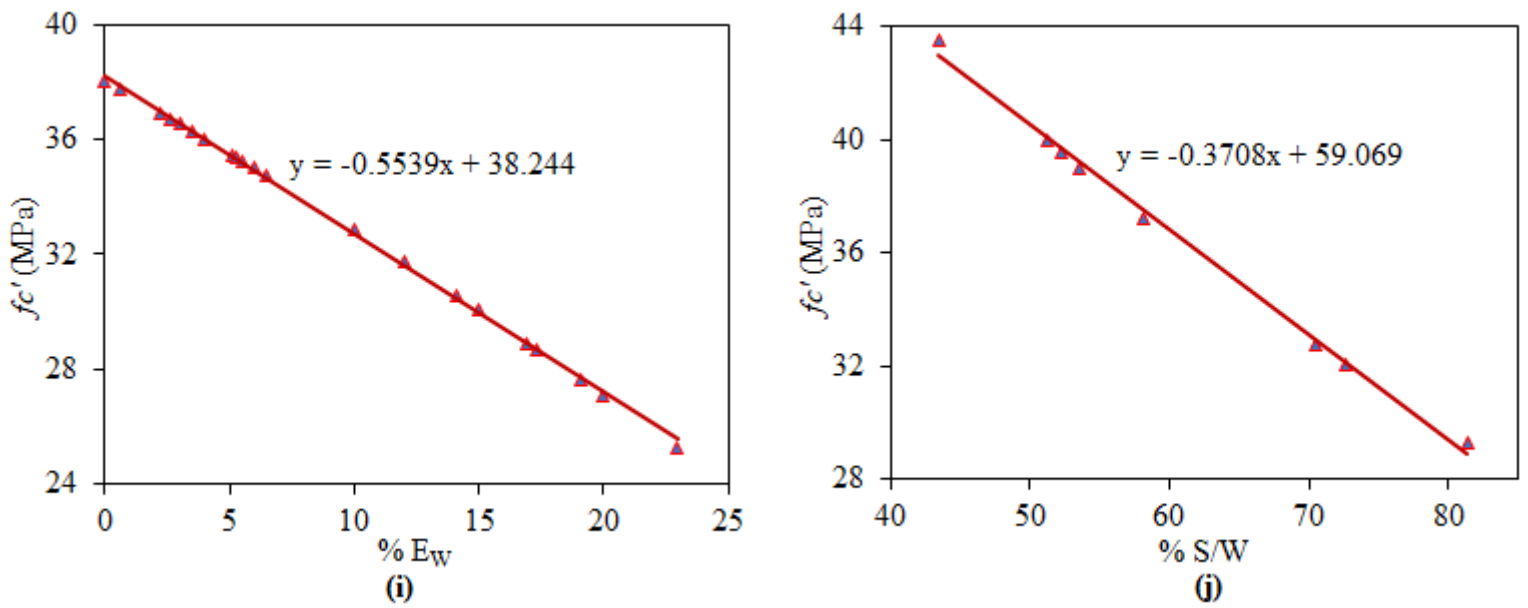 40
36
32
28
24
fc' (MPa)
y = -0.5539x + 38.244
0 5 10 15 20 25
% EW
(i)
44
40
36
32
28
fc' (MPa)
y = -0.3708x + 59.069
40 50 60 70 80
% S/W
(j)